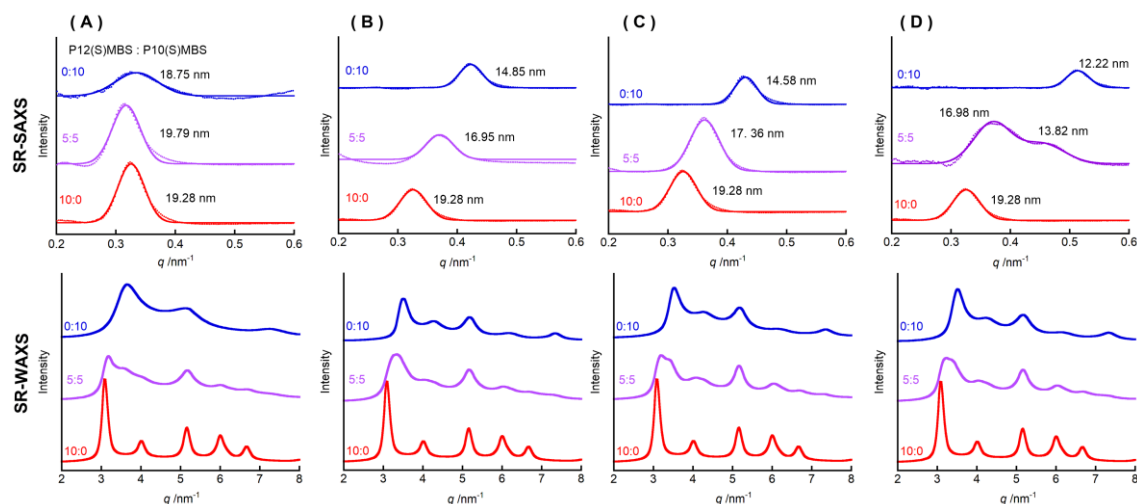 ( A )
( B )
( C )
( D )
SR-SAXS
Intensity
P12(S)MBS : P10(S)MBS
0:10
18.75 nm
5:5
19.79 nm
10:0
19.28 nm
0.2 0.3 0.4 0.5 0.6
q /nm-1
Intensity
0:10
14.85 nm
5:5
16.95 nm
10:0
19.28 nm
0.2 0.3 0.4 0.5 0.6
q /nm-1
Intensity
0:10
14.58 nm
5:5
17. 36 nm
10:0
19.28 nm
0.2 0.3 0.4 0.5 0.6
q /nm-1
Intensity
0:10
12.22 nm
16.98 nm
5:5
13.82 nm
10:0
19.28 nm
0.2 0.3 0.4 0.5 0.6
q /nm-1
SR-WAXS
Intensity
0:10
5:5
10:0
2 3 4 5 6 7 8
q /nm-1
Intensity
0:10
5:5
10:0
2 3 4 5 6 7 8
q /nm-1
Intensity
0:10
5:5
10:0
2 3 4 5 6 7 8
q /nm-1
Intensity
0:10
5:5
10:0
2 3 4 5 6 7 8
q /nm-1